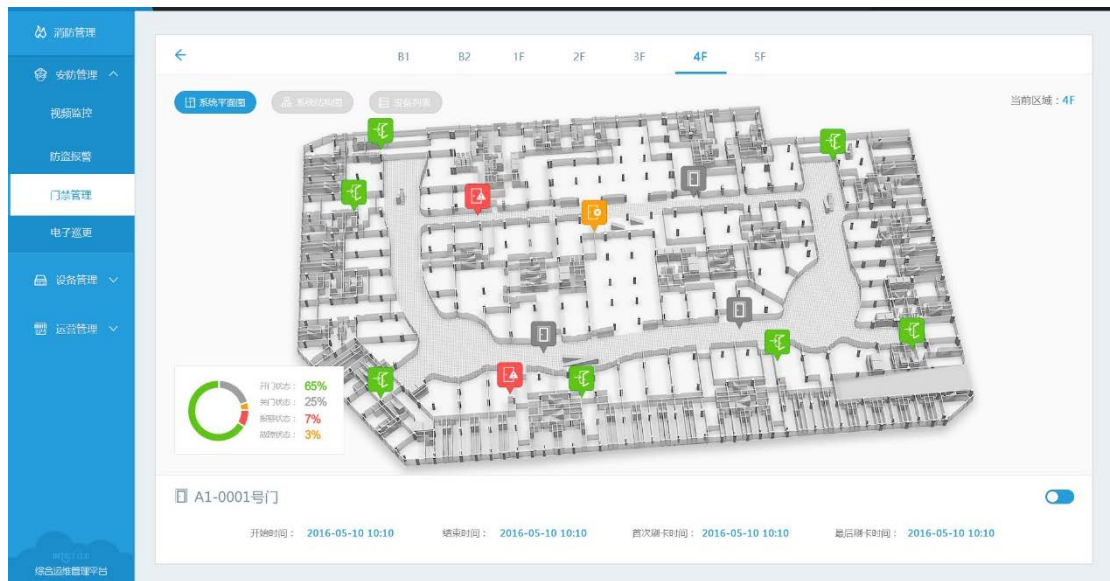 消防管理
安防管理
视频监控
防盗报警
门禁管理
电子巡更
设备管理
运营管理
综合运维管理平台
B1 B2 1F 2F 3F 4F 5F
系统平面图 系统结构图 设备列表
当前区域：4F
开门状态： 65%
关门状态： 25%
报警状态： 7%
故障状态： 3%
A1-0001号门
开始时间： 2016-05-10 10:10 结束时间： 2016-05-10 10:10 首次刷卡时间： 2016-05-10 10:10 最后刷卡时间： 2016-05-10 10:10